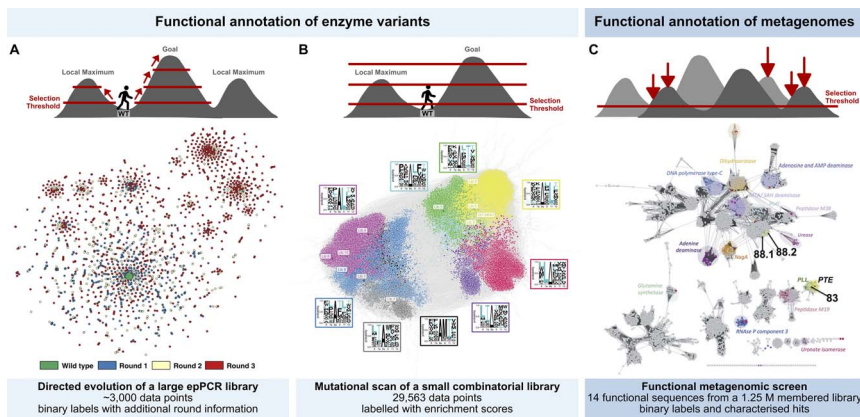 Functional annotation of enzyme variants
Functional annotation of metagenomes
A
Goal
Local Maximum
Local Maximum
Selection
Threshold
WT
B
Goal
Local Maximum
Selection
Threshold
WT
C
Selection
Threshold
Dihydroorotase
DNA polymerase type-C
Adenosine and AMP deaminase
MTA/ SAH deaminase
Peptidase M38
Urease
88.1
88.2
Adenine
deaminase
NagA
PLL
PTE
83
Glutamine
synthetase
Peptidase M19
RNAse P component 3
Uronate isomerase
Wild type
Round 1
Round 2
Round 3
Directed evolution of a large epPCR library
~3,000 data points
binary labels with additional round information
Mutational scan of a small combinatorial library
29,563 data points
labelled with enrichment scores
Functional metagenomic screen
14 functional sequences from a 1.25 M membered library
binary labels and characterised hits